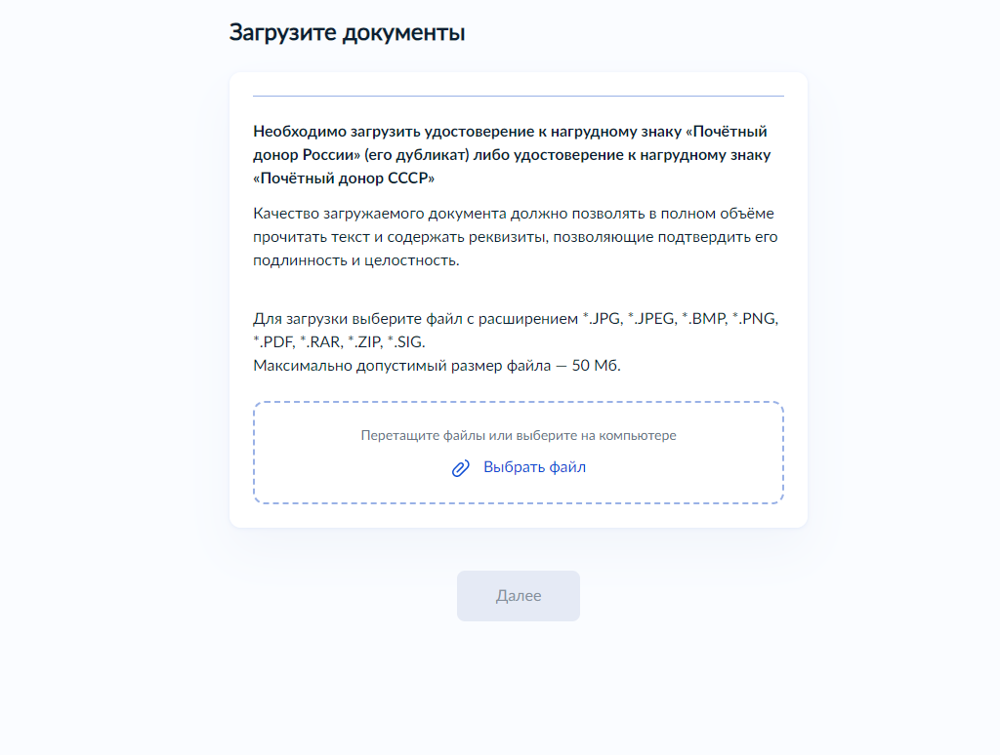 Загрузите документы
Необходимо загрузить удостоверение к нагрудному знаку «Почётный
донор России» (его дубликат) либо удостоверение к нагрудному знаку
«Почётный донор СССР»
Качество загружаемого документа должно позволять в полном объёме
прочитать текст и содержать реквизиты, позволяющие подтвердить его
подлинность и целостность.
Для загрузки выберите файл с расширением *.JPG, *.JPEG, *.BMP, *.PNG,
*.PDF, *.RAR, *.ZIP, *.SIG.
Максимально допустимый размер файла — 50 Мб.
Перетащите файлы или выберите на компьютере
Выбрать файл
Далее